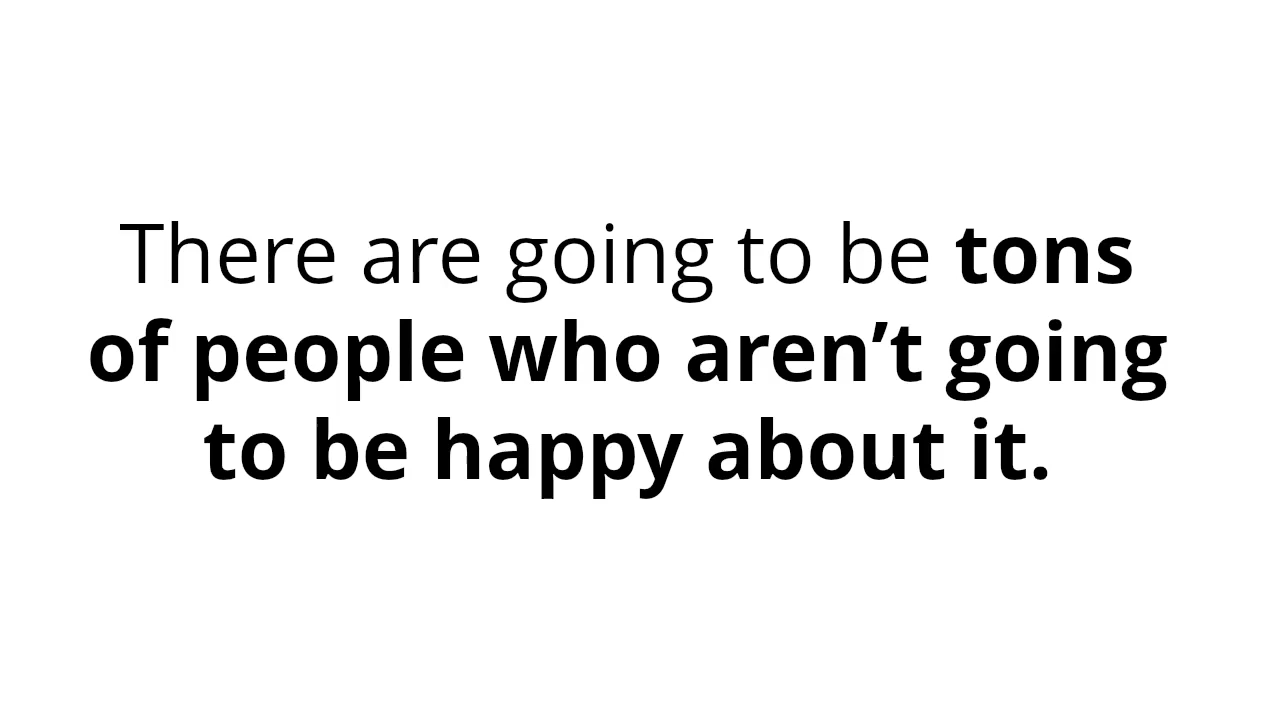 There are going to be tons
of people who aren’t going
to be happy about it.